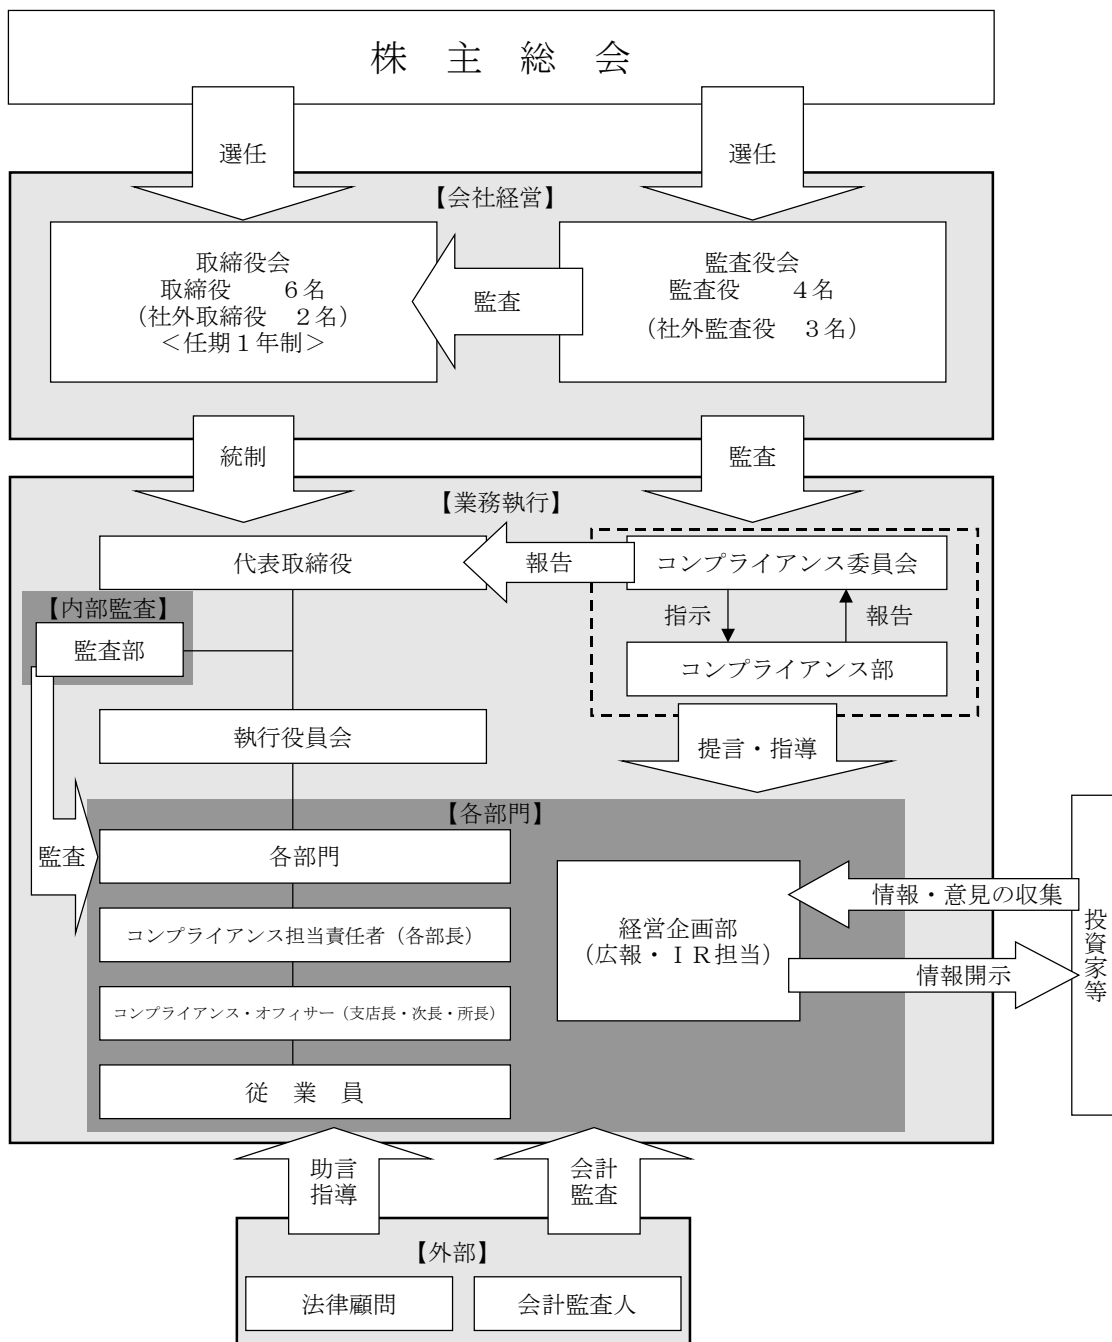 株　主　総　会
選任
選任
【会社経営】
取締役会
取締役　　６名
（社外取締役　２名）
＜任期１年制＞
監査
監査役会
監査役　　４名
（社外監査役　３名）
統制
監査
【業務執行】
代表取締役
報告
コンプライアンス委員会
指示
報告
コンプライアンス部
【内部監査】
監査部
執行役員会
提言・指導
【各部門】
監査
各部門
コンプライアンス担当責任者（各部長）
コンプライアンス・オフィサー（支店長・次長・所長）
従　業　員
経営企画部
（広報・ＩＲ担当）
情報・意見の収集
情報開示
投資家等
助言
指導
会計
監査
【外部】
法律顧問
会計監査人